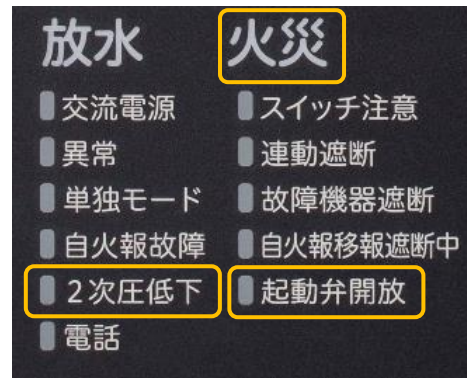 放水 火災
交流電源 スイッチ注意
異常 連動遮断
単独モード 故障機器遮断
自火報故障 自火報移報遮断中
2次圧低下 起動弁開放
電話